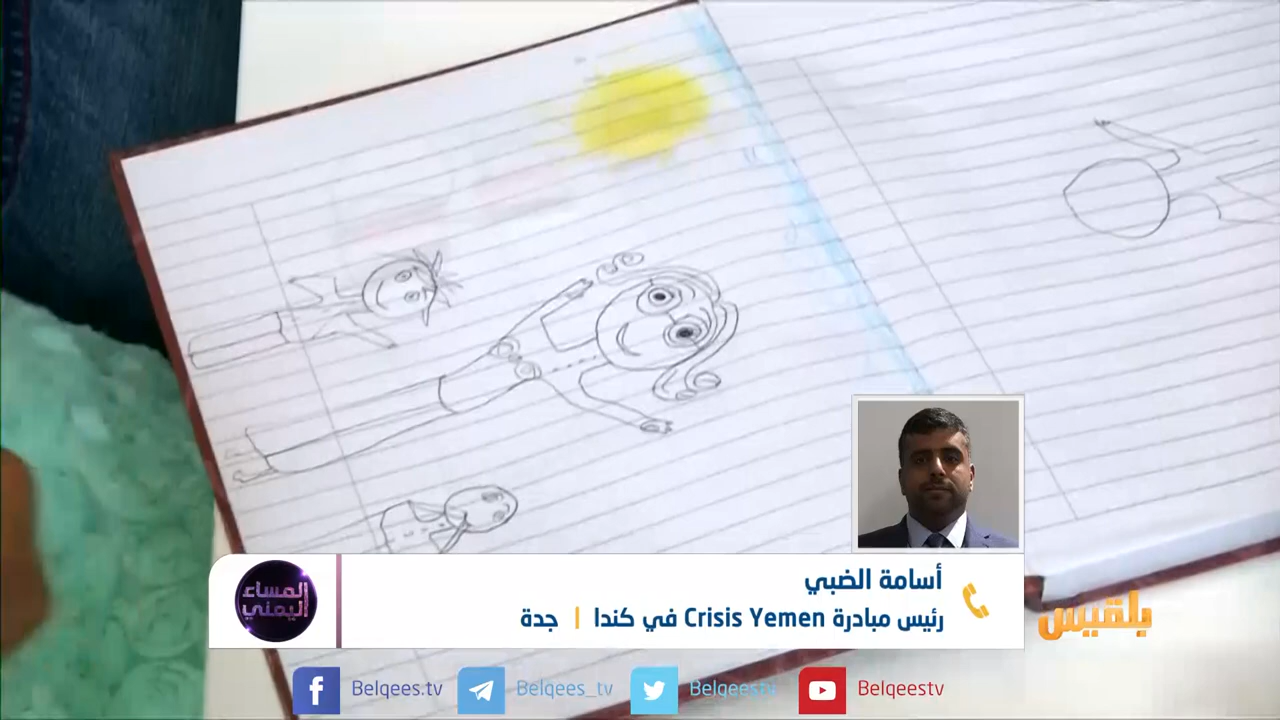 أسامة الضبي
رئيس مبادرة Crisis Yemen في كندا | جدة
المساء
اليمني
بلقيس
Belqees.tv
Belqees_tv
Belqeestv
Belqeestv